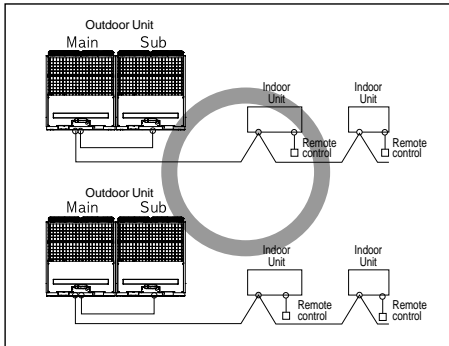 Outdoor Unit
Main Sub
Indoor
Unit
Indoor
Unit
Remote
control
Remote
control
Outdoor Unit
Main Sub
Indoor
Unit
Indoor
Unit
Remote
control
Remote
control